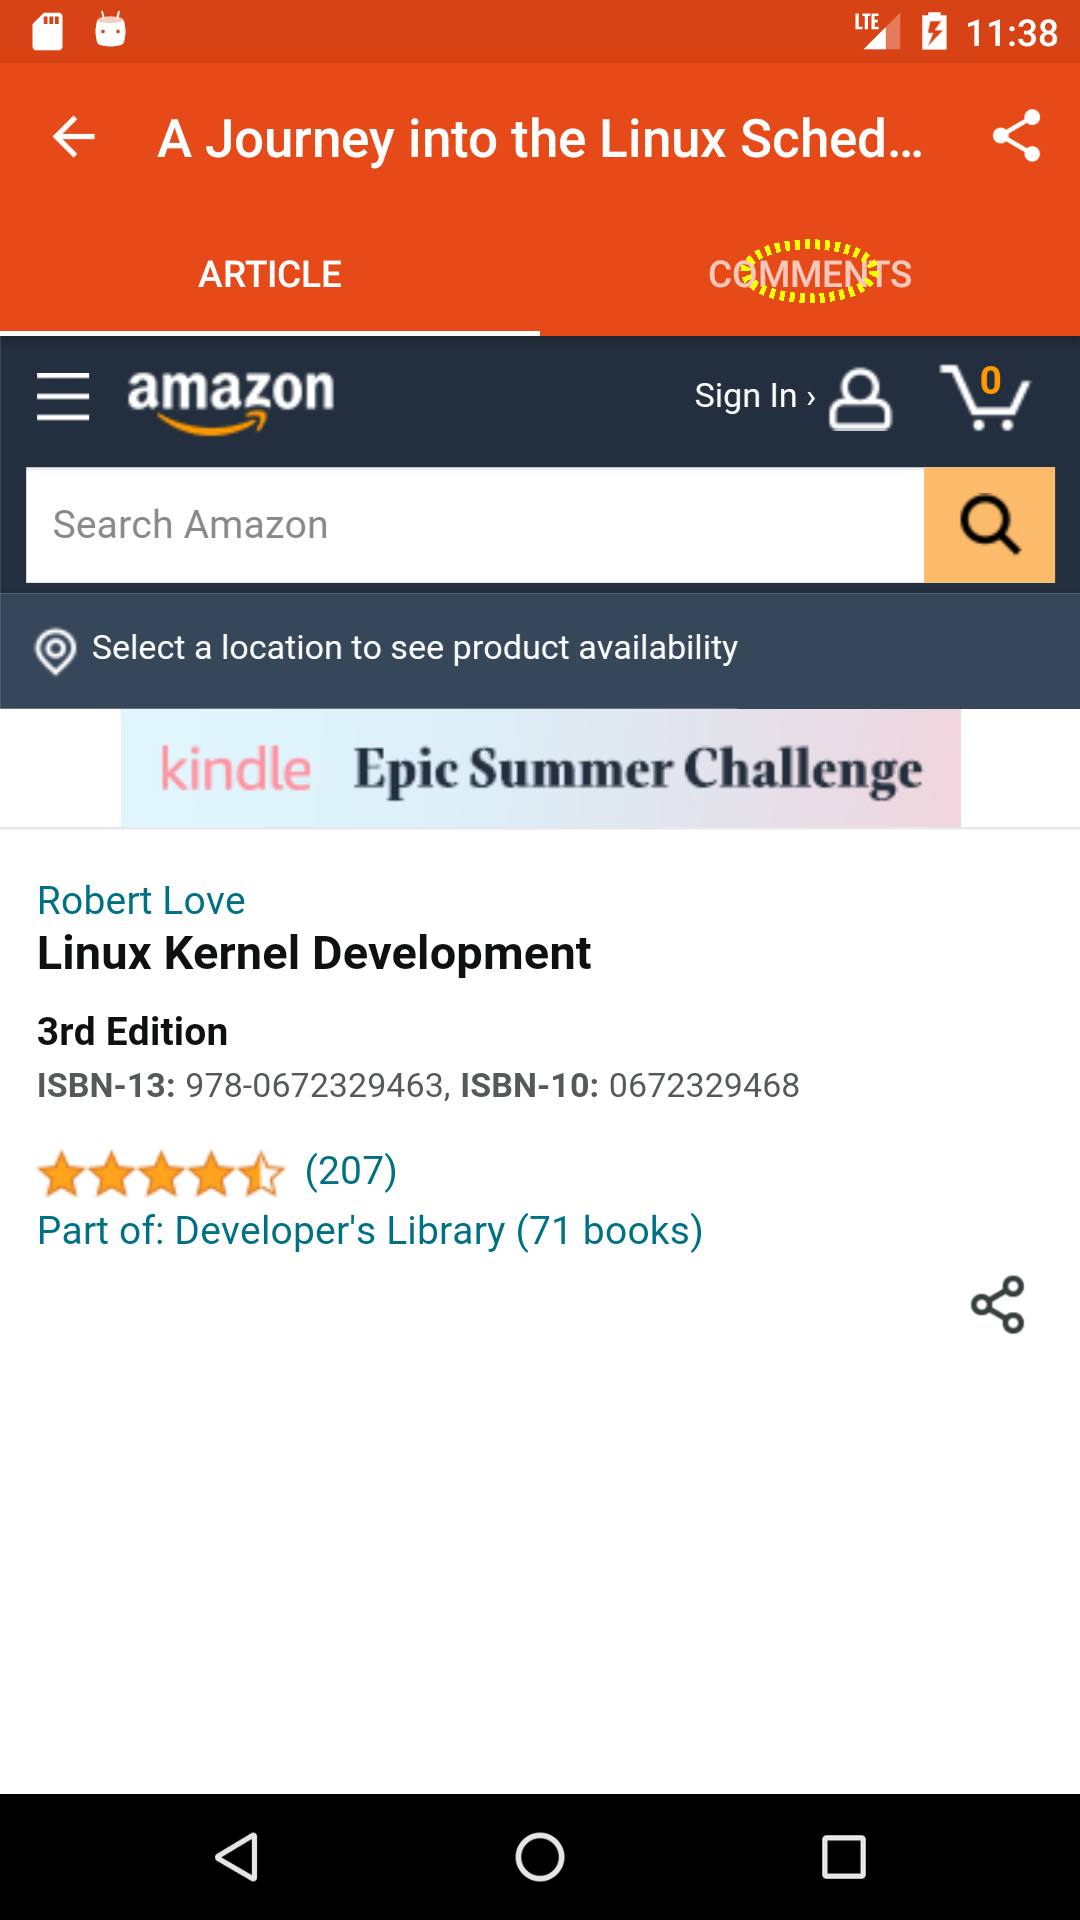 LTE 11:38
A Journey into the Linux Sched...
ARTICLE COMMENTS
amazon Sign In › 0
Search Amazon
Select a location to see product availability
kindle Epic Summer Challenge
Robert Love
Linux Kernel Development
3rd Edition
ISBN-13: 978-0672329463, ISBN-10: 0672329468
(207)
Part of: Developer's Library (71 books)